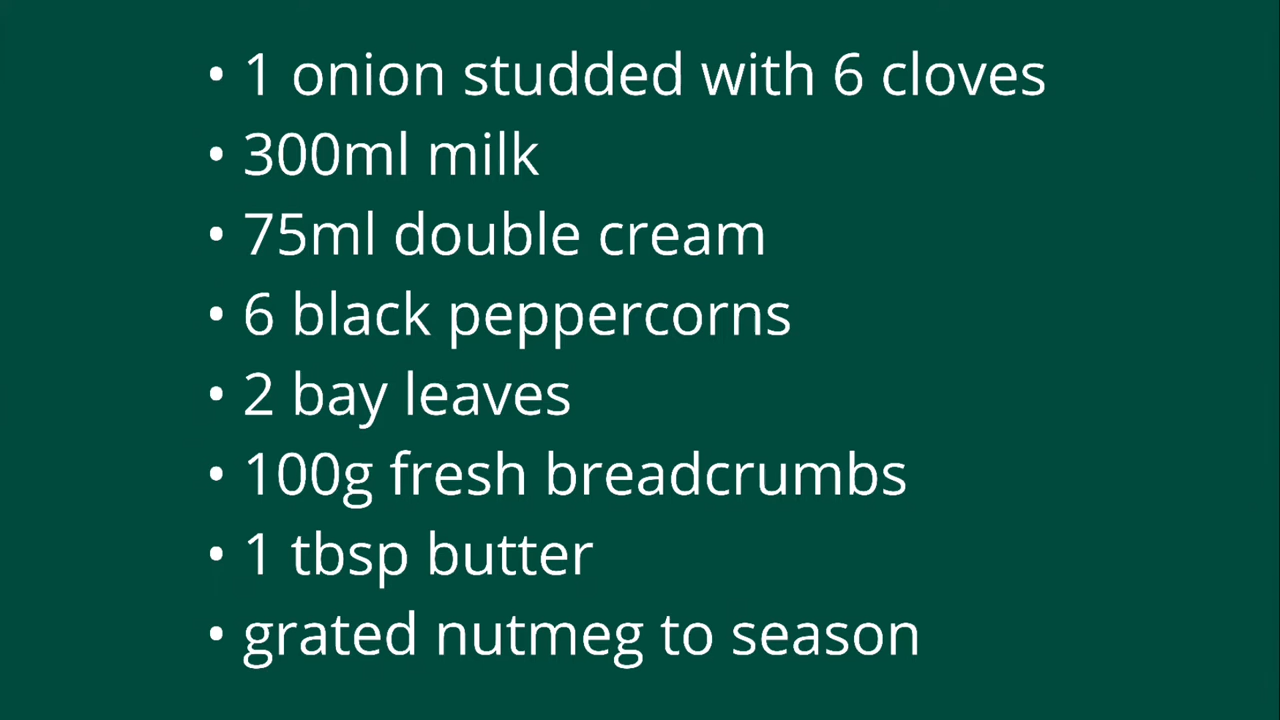 • 1 onion studded with 6 cloves
• 300ml milk
• 75ml double cream
• 6 black peppercorns
• 2 bay leaves
• 100g fresh breadcrumbs
• 1 tbsp butter
• grated nutmeg to season